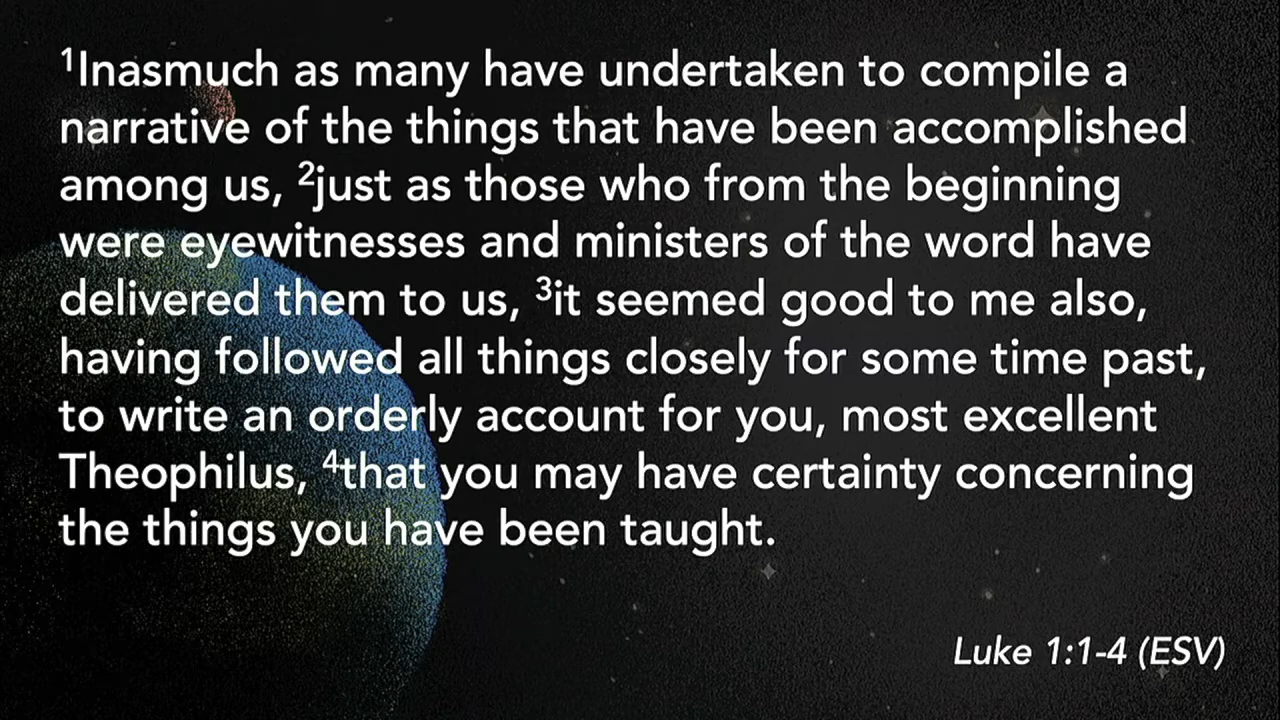 ¹Inasmuch as many have undertaken to compile a
narrative of the things that have been accomplished
among us, ²just as those who from the beginning
were eyewitnesses and ministers of the word have
delivered them to us, ³it seemed good to me also,
having followed all things closely for some time past,
to write an orderly account for you, most excellent
Theophilus, ⁴that you may have certainty concerning
the things you have been taught.
Luke 1:1-4 (ESV)